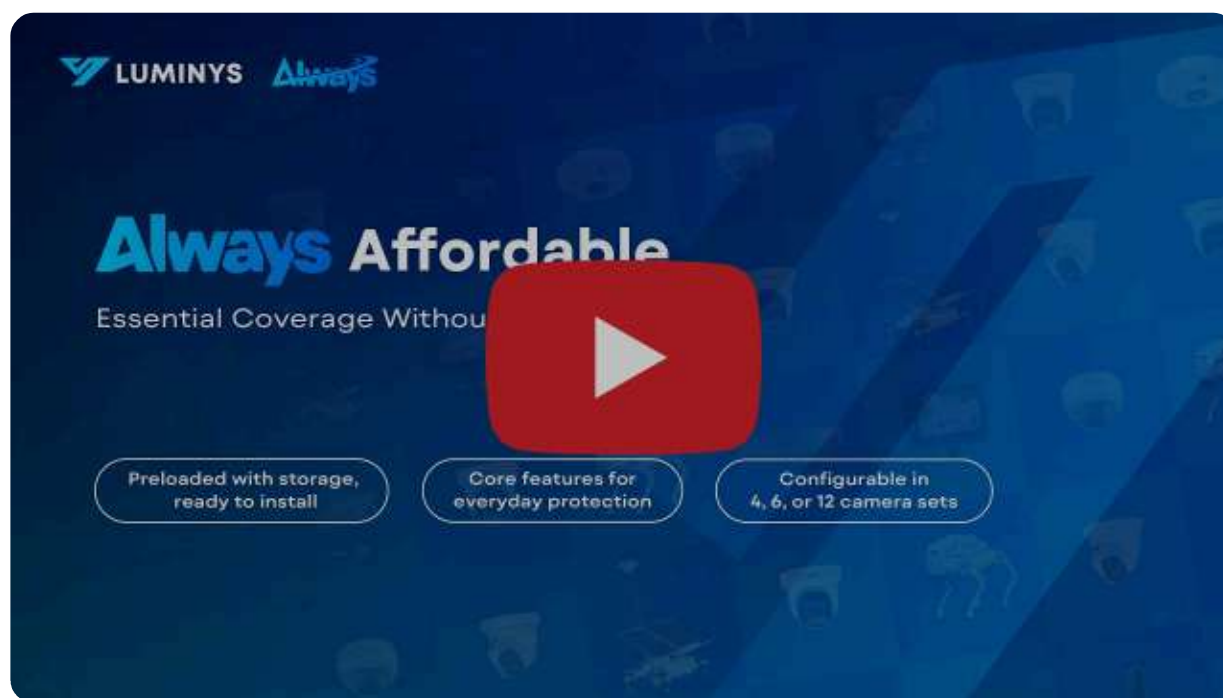 LUMINYS Always
Always Affordable
Essential Coverage Withou
Preloaded with storage,
ready to install
Core features for
everyday protection
Configurable in
4, 6, or 12 camera sets